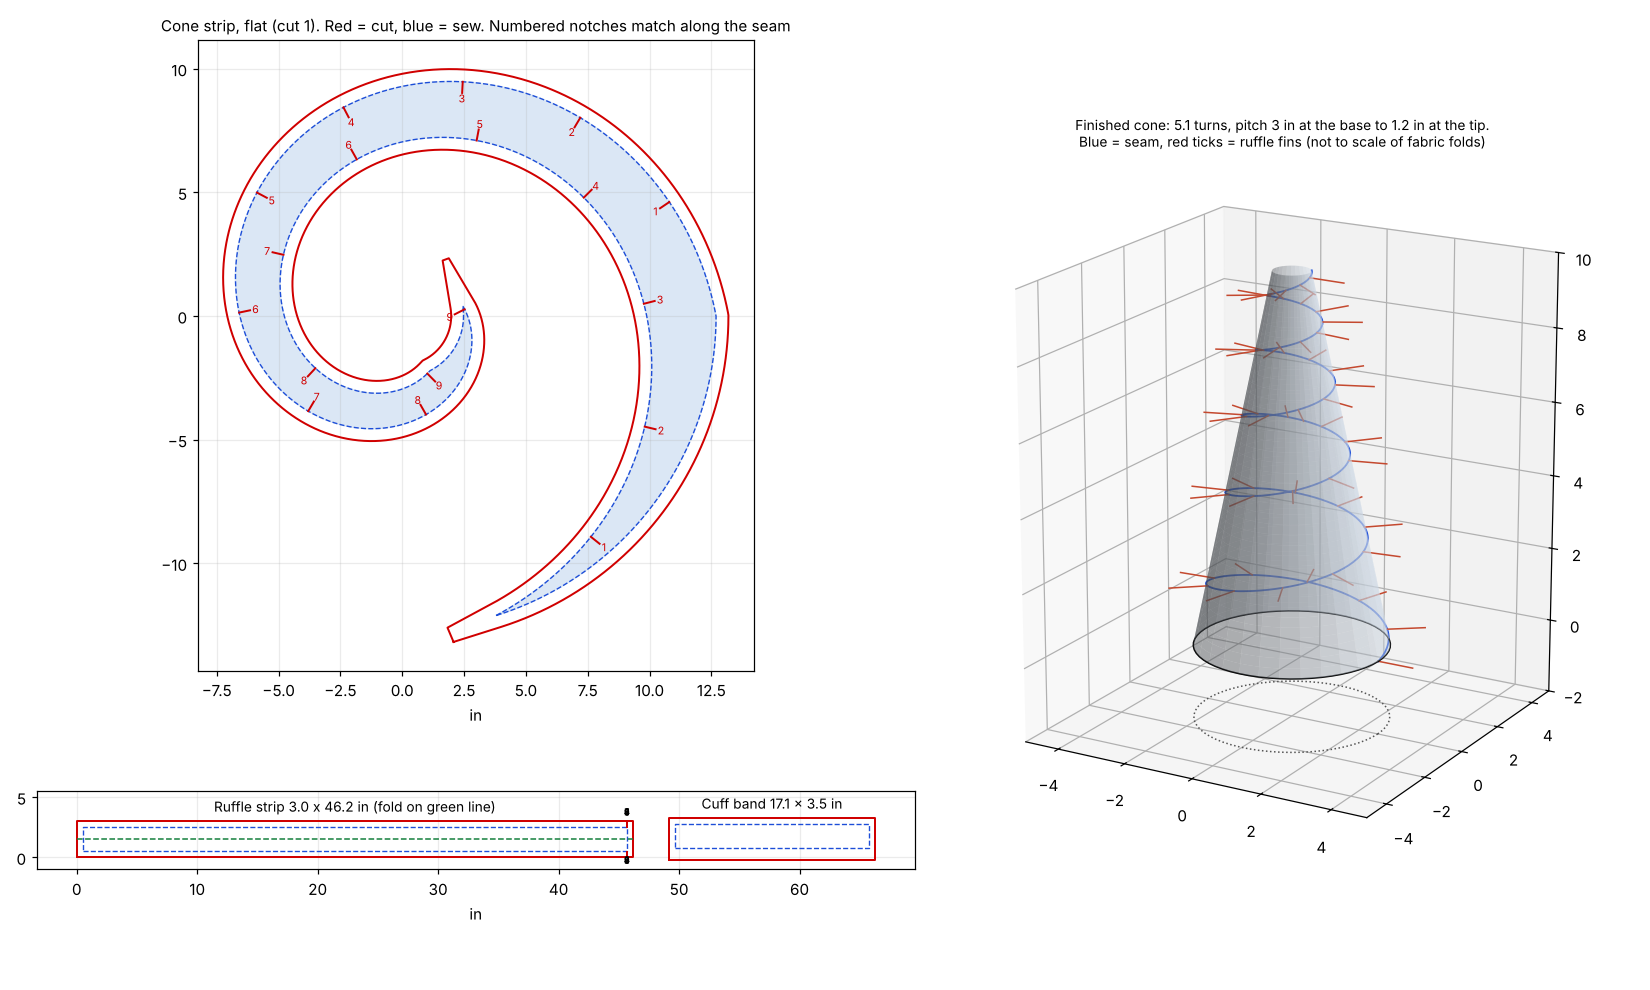 Cone strip, flat (cut 1). Red = cut, blue = sew. Numbered notches match along the seam
10
5
0
−5
−10
3
2
4
5
6
4
1
5
7
3
6
9
8
7
8
9
2
1
−7.5 −5.0 −2.5 0.0 2.5 5.0 7.5 10.0 12.5
in
Finished cone: 5.1 turns, pitch 3 in at the base to 1.2 in at the tip.
Blue = seam, red ticks = ruffle fins (not to scale of fabric folds)
10
8
6
4
2
0
−2
−4 −2 0 2 4
−4 −2 0 2 4
5
0
Ruffle strip 3.0 x 46.2 in (fold on green line)
Cuff band 17.1 × 3.5 in
0 10 20 30 40 50 60
in